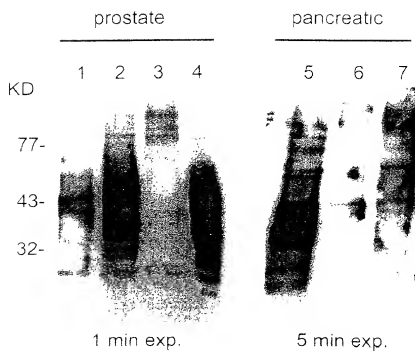 prostate pancreatic
1 2 3 4 5 6 7
KD
77-
43-
32-
1 min exp. 5 min exp.